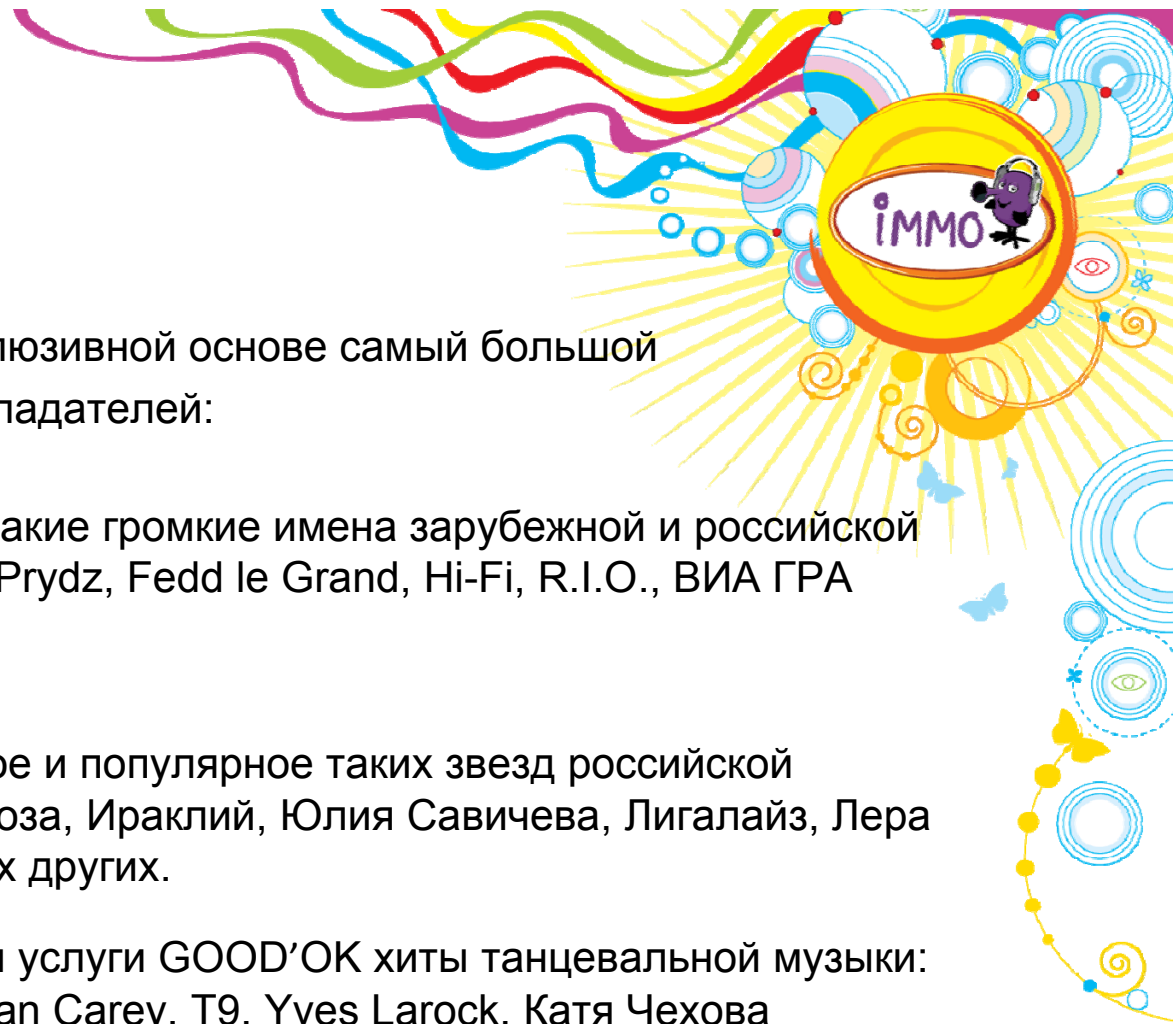 iMMO
люзивной основе самый большой
ладателей:
акие громкие имена зарубежной и российской
Prydz, Fedd le Grand, Hi-Fi, R.I.O., ВИА ГРА
ое и популярное таких звезд российской
оза, Ираклий, Юлия Савичева, Лигалайз, Лера
х других.
и услуги GOOD’OK хиты танцевальной музыки:
an Carey, T9, Yves Larock, Катя Чехова